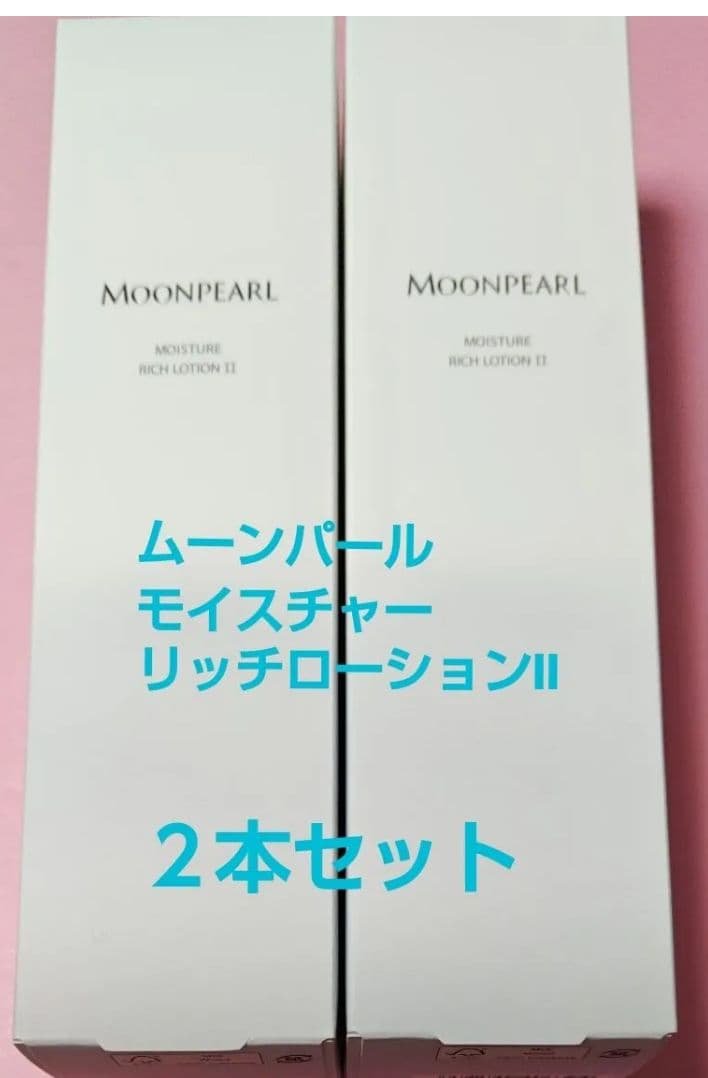 MOONPEARL
MOISTURE
RICH LOTION II
MOONPEARL
MOISTURE
RICH LOTION II
ムーンパール
モイスチャー
リッチローションII
２本セット